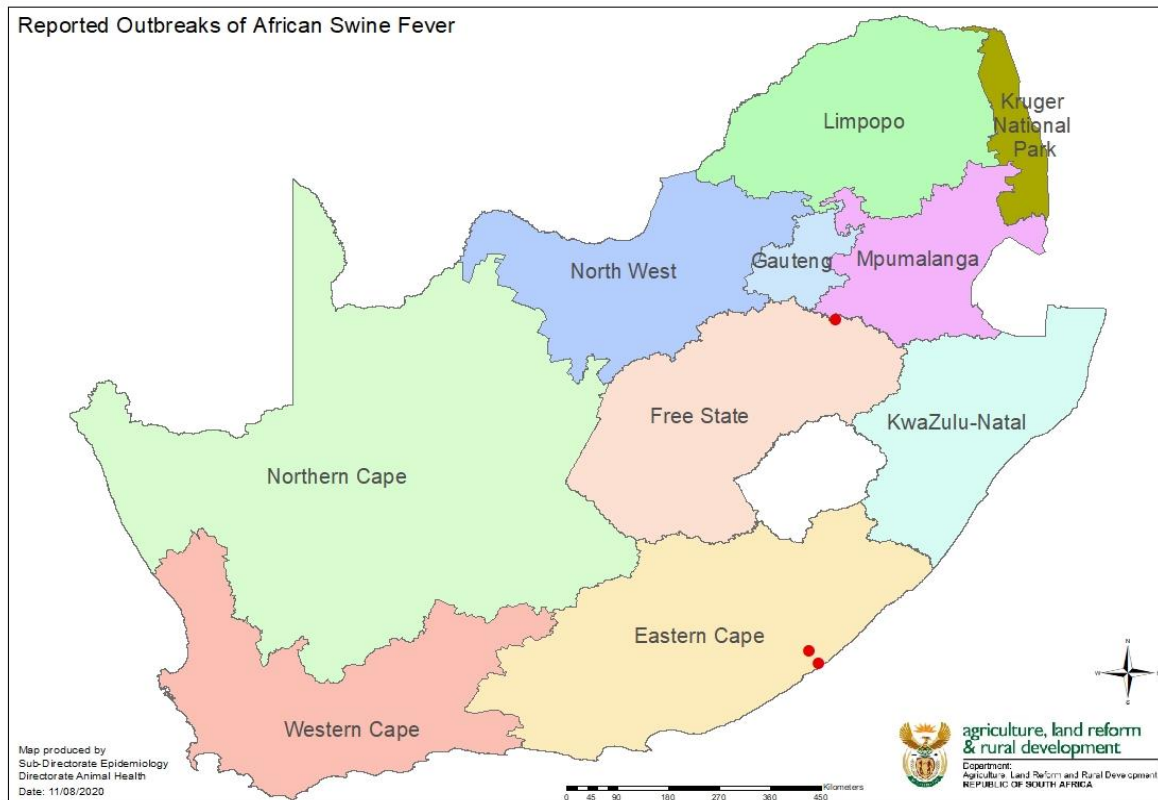 Reported Outbreaks of African Swine Fever
Limpopo
Kruger
National
Park
North West
Gauteng
Mpumalanga
Free State
KwaZulu-Natal
Northern Cape
Eastern Cape
Western Cape
N
W
S
Map produced by
Sub-Directorate Epidemiology
Directorate Animal Health
Date: 11/08/2020
Kilometers
0 45 90 180 270 360 450
agriculture, land reform
& rural development
Department:
Agriculture, Land Reform and Rural Development
REPUBLIC OF SOUTH AFRICA